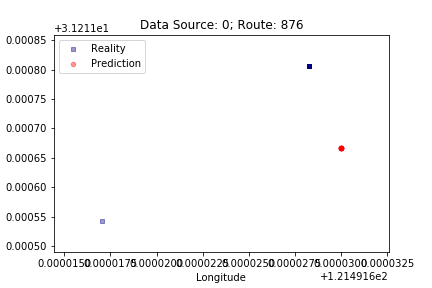 Data Source: 0; Route: 876
+3.1211e1
0.00085
0.00080
0.00075
0.00070
0.00065
0.00060
0.00055
0.00050
Reality
Prediction
0.0000150 0.0000175 0.0000200 0.0000225 0.0000250 0.0000275 0.0000300 0.0000325
Longitude
+1.214916e2